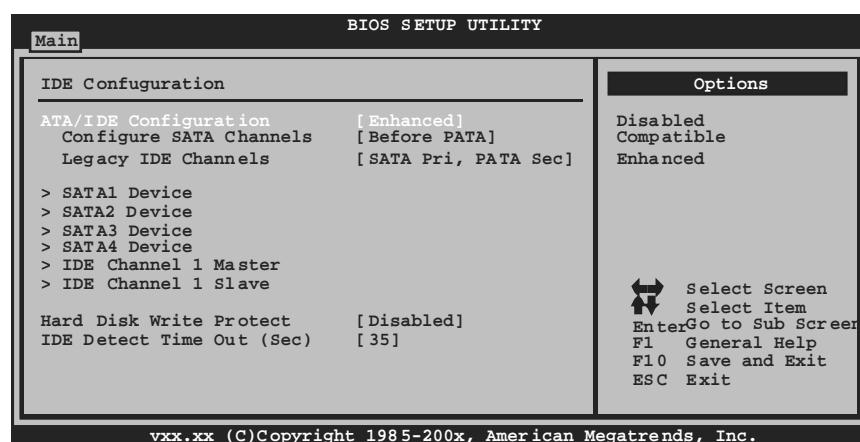 BIOS SETUP UTILITY
Main
IDE Confuguration
ATA/IDE Configuration [Enhanced]
Configure SATA Channels [Before PATA]
Legacy IDE Channels [SATA Pri, PATA Sec]
> SATA1 Device
> SATA2 Device
> SATA3 Device
> SATA4 Device
> IDE Channel 1 Master
> IDE Channel 1 Slave
Hard Disk Write Protect [Disabled]
IDE Detect Time Out (Sec) [35]
Options
Disabled
Compatible
Enhanced
Select Screen
Select Item
Enter Go to Sub Screen
F1 General Help
F10 Save and Exit
ESC Exit
vxx.xx (C)Copyright 1985-200x, American Megatrends, Inc.